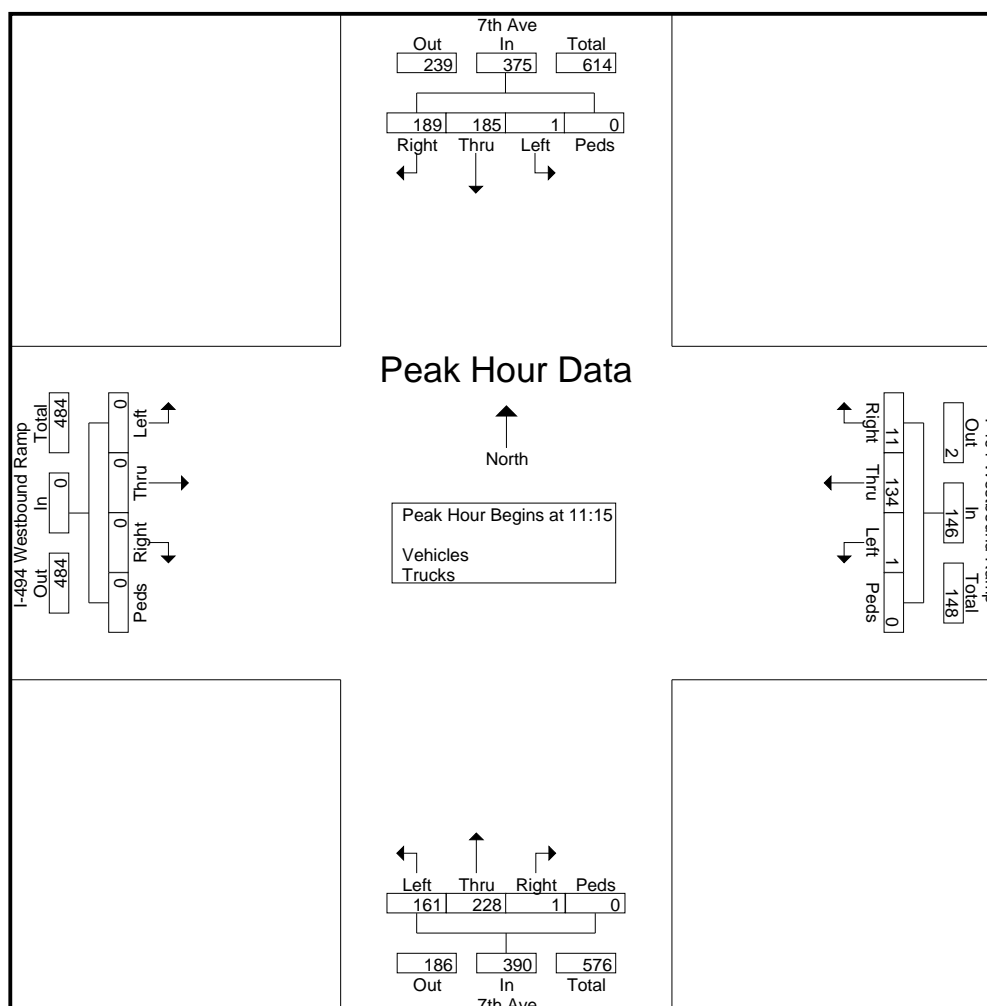 7th Ave
Out In Total
239 375 614
189 185 1 0
Right Thru Left Peds
Peak Hour Data
North
Peak Hour Begins at 11:15
Vehicles
Trucks
I-494 Westbound Ramp
Total In Out
484 0 484
0 0 0 0
Left Thru Right Peds
Out In Total
2 146 148
11 134 1 0
Right Thru Left Peds
Left Thru Right Peds
161 228 1 0
186 390 576
Out In Total
7th Ave